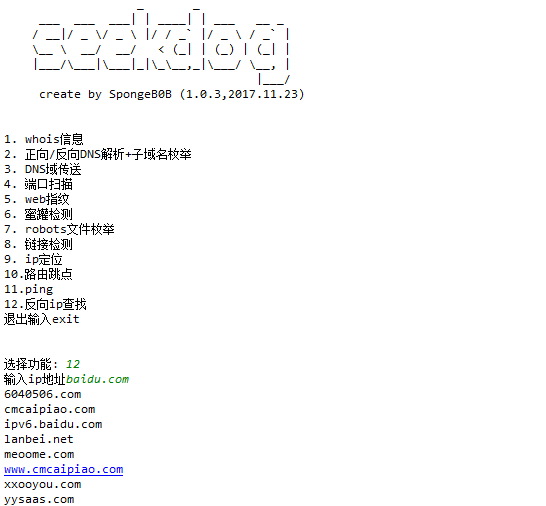 seekdog
create by SpongeB0B (1.0.3,2017.11.23)
1. whois信息
2. 正向/反向DNS解析+子域名枚举
3. DNS域传送
4. 端口扫描
5. web指纹
6. 蜜罐检测
7. robots文件枚举
8. 链接检测
9. ip定位
10.路由跳点
11.ping
12.反向ip查找
退出输入exit
选择功能: 12
输入ip地址baidu.com
6040506.com
cmcaipiao.com
ipv6.baidu.com
lanbei.net
meoome.com
www.cmcaipiao.com
xxooyou.com
yysaas.com